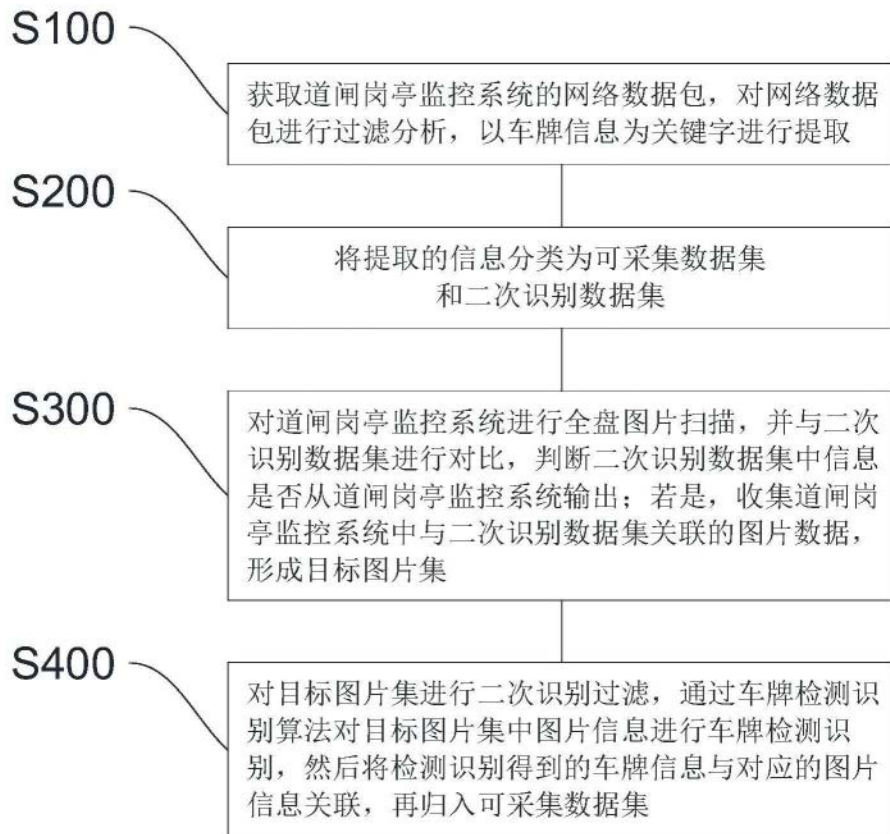 S100
获取道闸岗亭监控系统的网络数据包，对网络数据
包进行过滤分析，以车牌信息为关键字进行提取
S200
将提取的信息分类为可采集数据集
和二次识别数据集
S300
对道闸岗亭监控系统进行全盘图片扫描，并与二次
识别数据集进行对比，判断二次识别数据集中信息
是否从道闸岗亭监控系统输出；若是，收集道闸岗
亭监控系统中与二次识别数据集关联的图片数据，
形成目标图片集
S400
对目标图片集进行二次识别过滤，通过车牌检测识
别算法对目标图片集中图片信息进行车牌检测识
别，然后将检测识别得到的车牌信息与对应的图片
信息关联，再归入可采集数据集